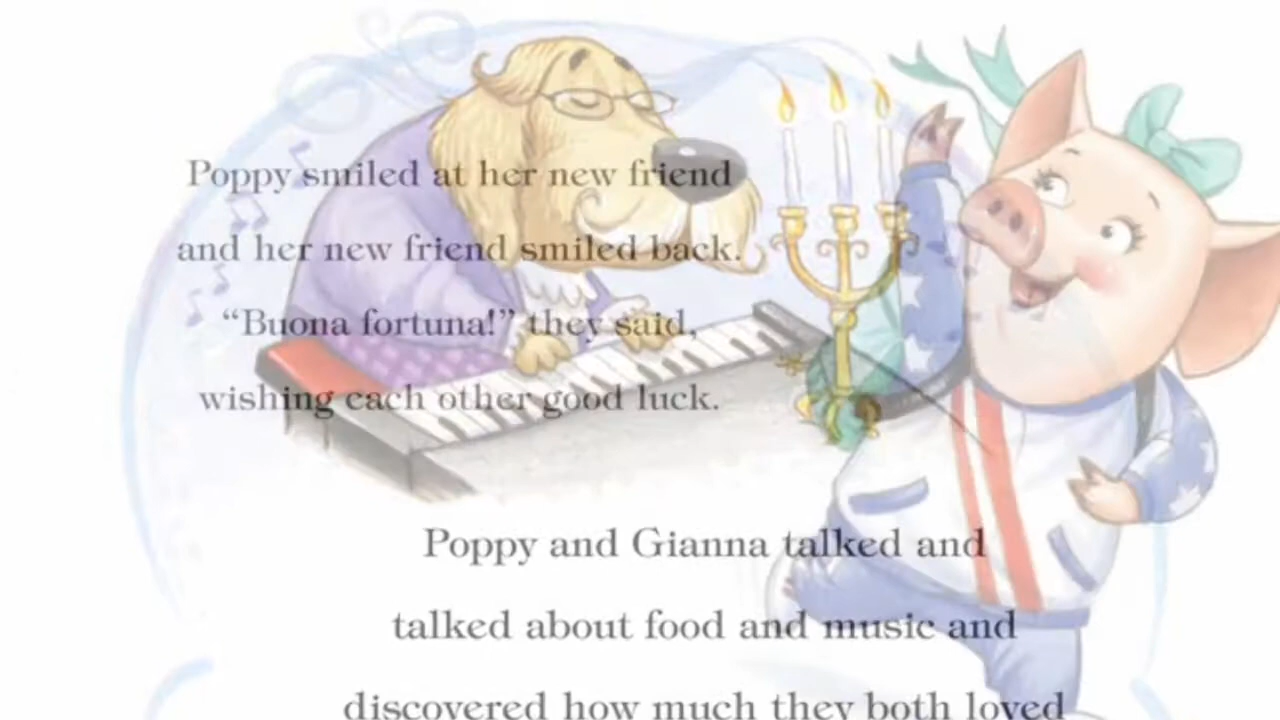 Poppy smiled at her new friend
and her new friend smiled back.
“Buona fortuna!” they said,
wishing each other good luck.
Poppy and Gianna talked and
talked about food and music and
discovered how much they both loved